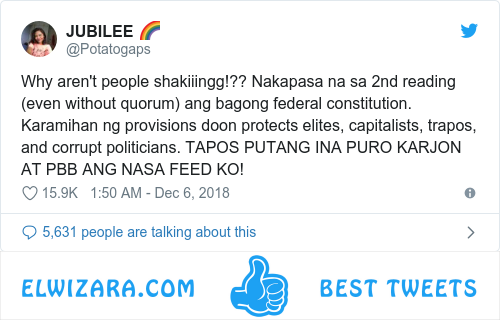 JUBILEE 🌈
@Potatogaps
Why aren't people shakiiingg!?? Nakapasa na sa 2nd reading
(even without quorum) ang bagong federal constitution.
Karamihan ng provisions doon protects elites, capitalists, trapos,
and corrupt politicians. TAPOS PUTANG INA PURO KARJON
AT PBB ANG NASA FEED KO!
15.9K 1:50 AM - Dec 6, 2018
5,631 people are talking about this
ELWIZARA.COM BEST TWEETS